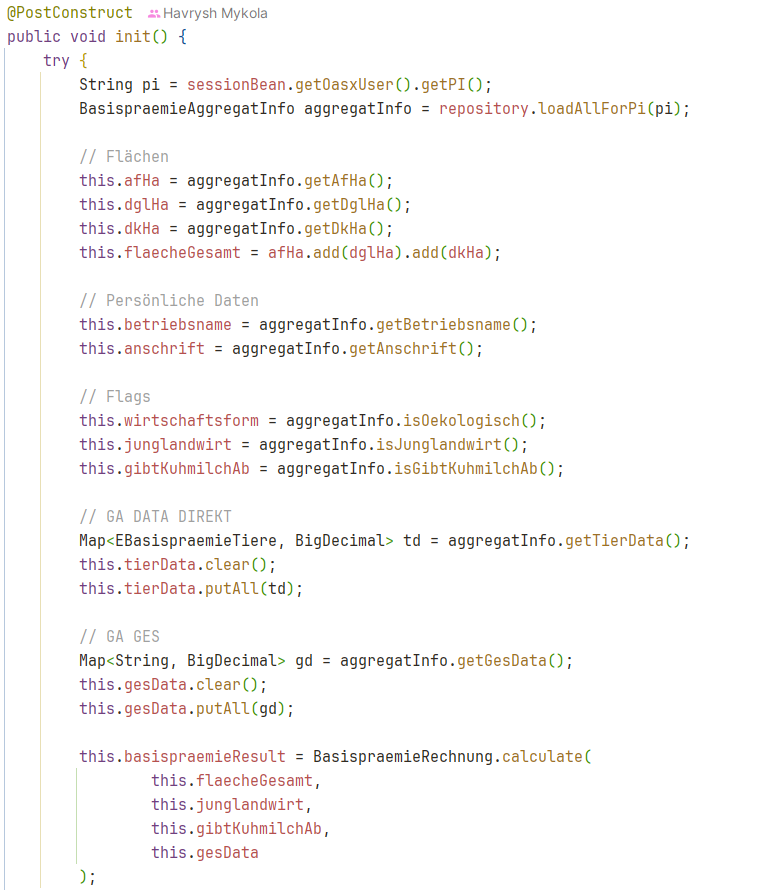 @PostConstruct Havrysh Mykola
public void init() {
try {
String pi = sessionBean.getOasxUser().getPI();
BasispraemieAggregatInfo aggregatInfo = repository.loadAllForPi(pi);
// Flächen
this.afHa = aggregatInfo.getAfHa();
this.dglHa = aggregatInfo.getDglHa();
this.dkHa = aggregatInfo.getDkHa();
this.flaecheGesamt = afHa.add(dglHa).add(dkHa);
// Persönliche Daten
this.betriebsname = aggregatInfo.getBetriebsname();
this.anschrift = aggregatInfo.getAnschrift();
// Flags
this.wirtschaftsform = aggregatInfo.isOekologisch();
this.junglandwirt = aggregatInfo.isJunglandwirt();
this.gibtKuhmilchAb = aggregatInfo.isGibtKuhmilchAb();
// GA DATA DIREKT
Map<EBasispraemieTiere, BigDecimal> td = aggregatInfo.getTierData();
this.tierData.clear();
this.tierData.putAll(td);
// GA GES
Map<String, BigDecimal> gd = aggregatInfo.getGesData();
this.gesData.clear();
this.gesData.putAll(gd);
this.basispraemieResult = BasispraemieRechnung.calculate(
this.flaecheGesamt,
this.junglandwirt,
this.gibtKuhmilchAb,
this.gesData
);